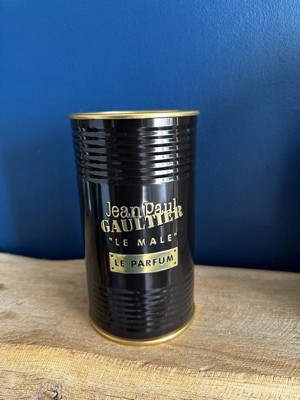 Jean Paul
GAULTIER
"LE MALE"
LE PARFUM